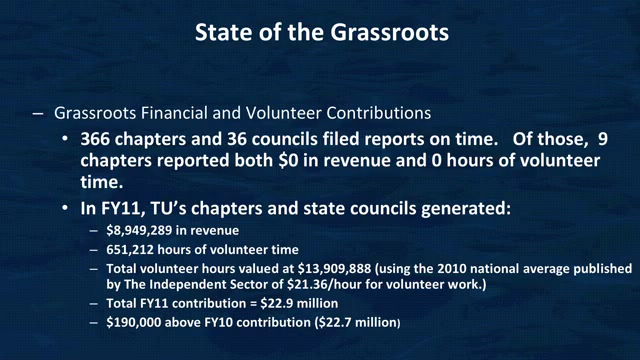 State of the Grassroots
– Grassroots Financial and Volunteer Contributions
• 366 chapters and 36 councils filed reports on time. Of those, 9
chapters reported both $0 in revenue and 0 hours of volunteer
time.
• In FY11, TU's chapters and state councils generated:
– $8,949,289 in revenue
– 651,212 hours of volunteer time
– Total volunteer hours valued at $13,909,888 (using the 2010 national average published
by The Independent Sector of $21.36/hour for volunteer work.)
– Total FY11 contribution = $22.9 million
– $190,000 above FY10 contribution ($22.7 million)